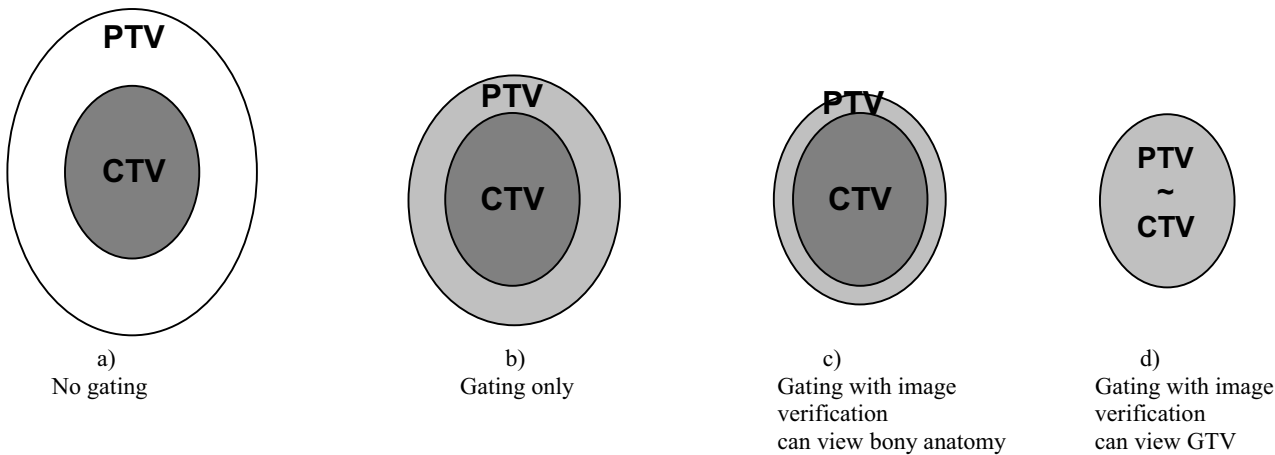 PTV
CTV
a)
No gating
PTV
CTV
b)
Gating only
PTV
CTV
c)
Gating with image
verification
can view bony anatomy
PTV
~
CTV
d)
Gating with image
verification
can view GTV